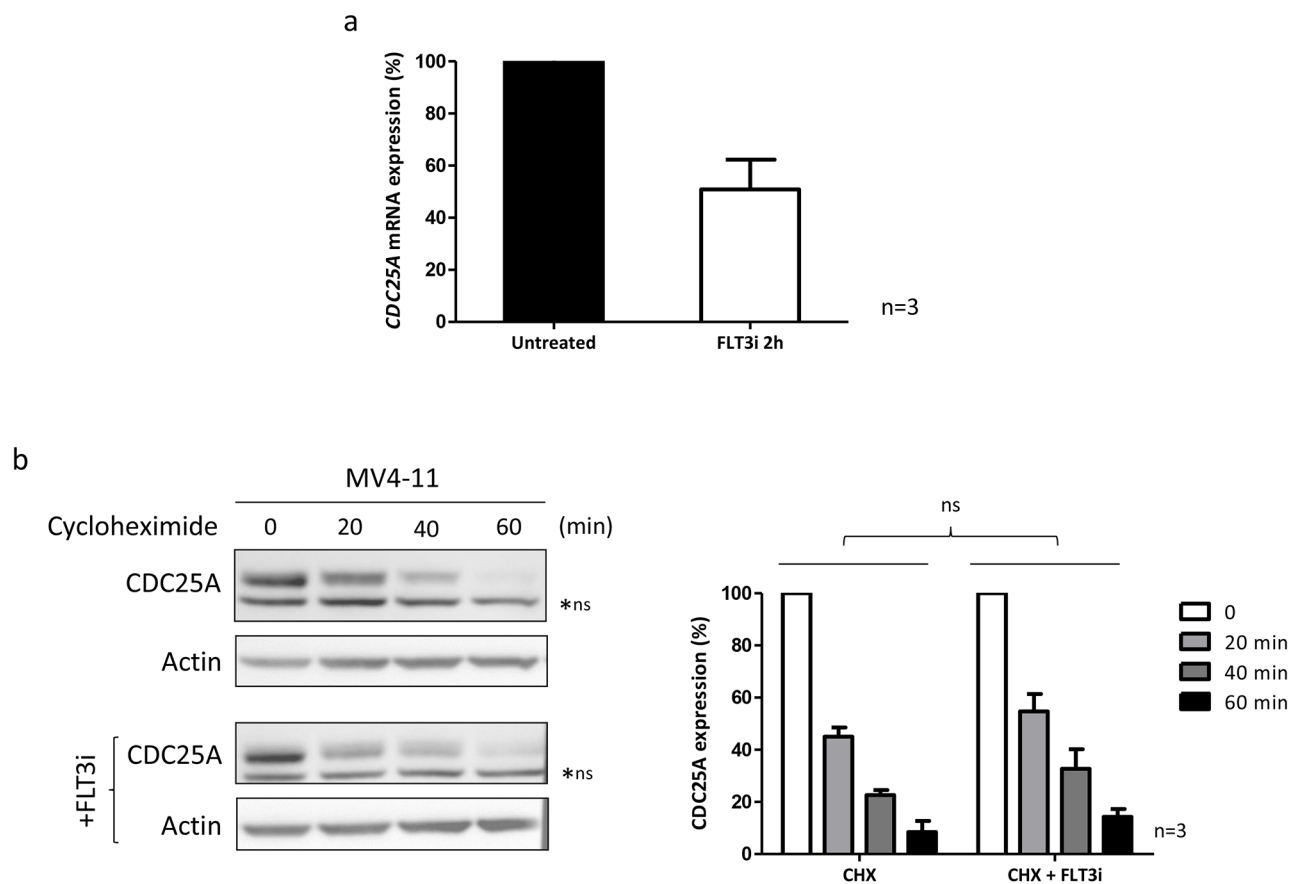 a
CDC25A mRNA expression (%)
100
80
60
40
20
0
Untreated
FLT3i 2h
n=3
b
MV4-11
Cycloheximide 0 20 40 60 (min)
CDC25A
*ns
Actin
+FLT3i
CDC25A
*ns
Actin
ns
CDC25A expression (%)
100
80
60
40
20
0
CHX
CHX + FLT3i
n=3
0
20 min
40 min
60 min